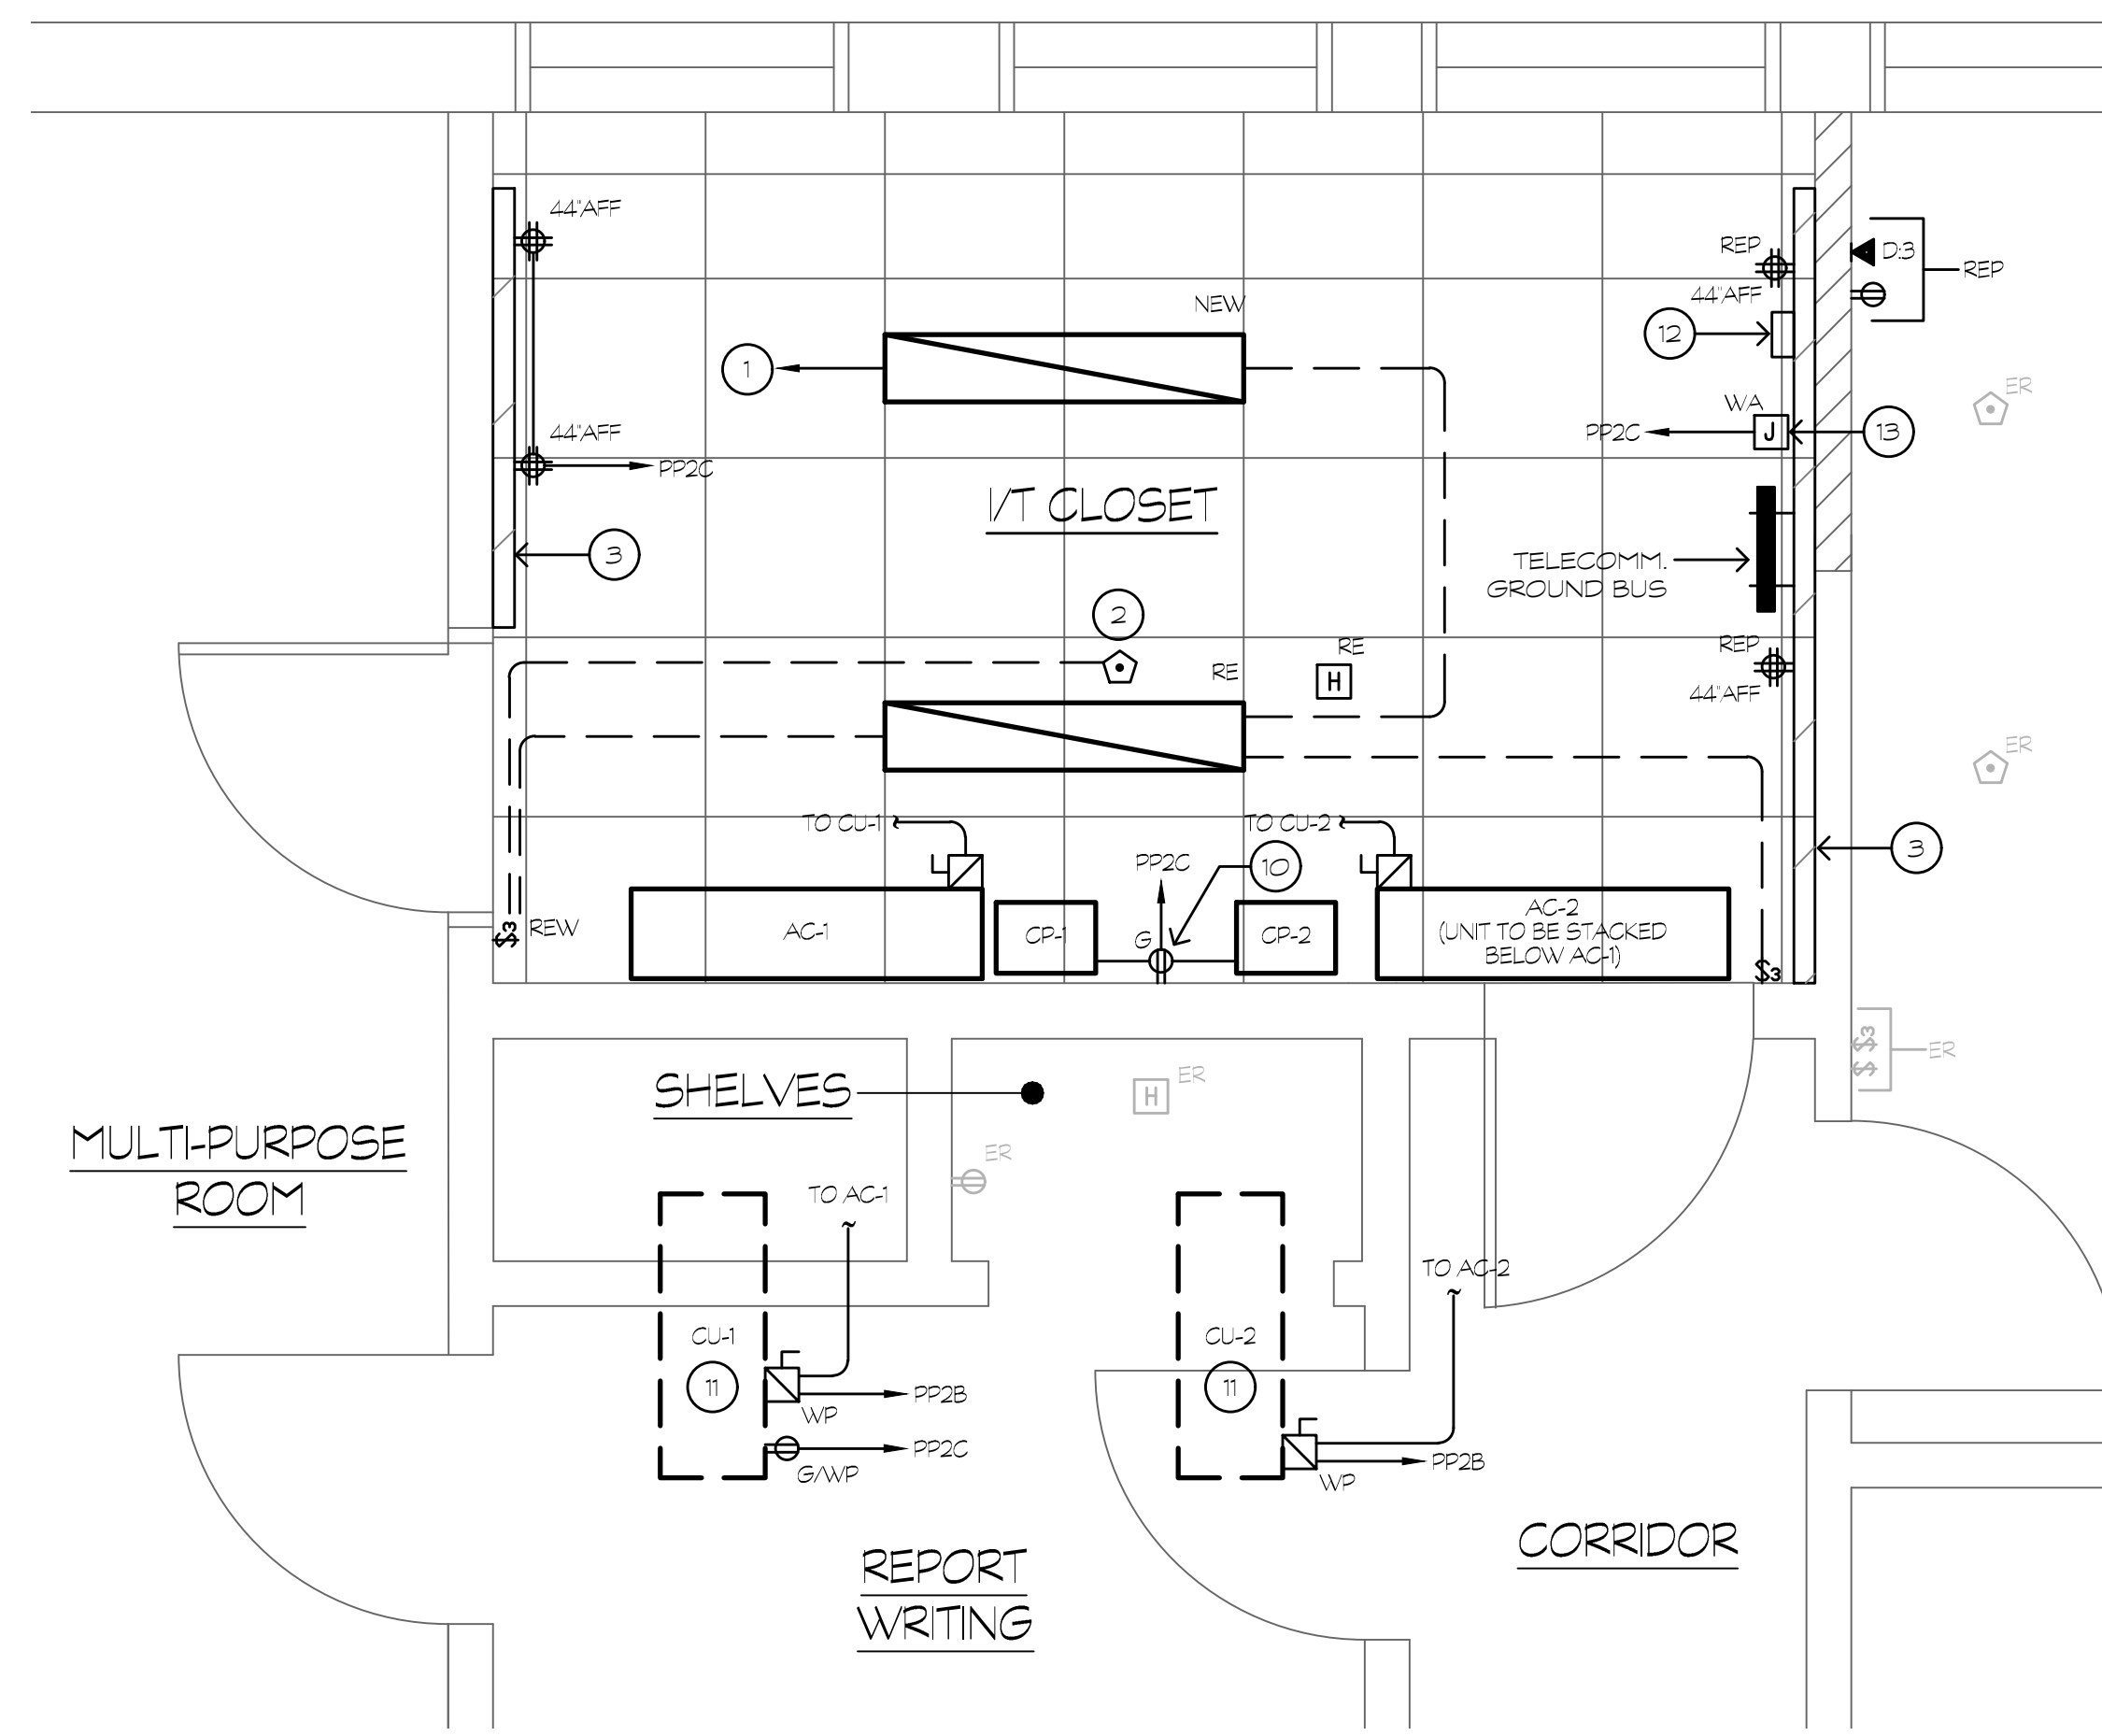 44"AFF
REP
D:3
REP
44"AFF
NEW
12
1
ER
WA
44"AFF
PP2C
J
13
PP2C
I/T CLOSET
3
TELECOMM.
GROUND BUS
2
RE
REP
RE
H
44"AFF
ER
TO CU-1
TO CU-2
PP2C
10
3
$3
REW
AC-1
CP-1
G
CP-2
AC-2
(UNIT TO BE STACKED
BELOW AC-1)
$3
SHELVES
H
ER
$ $3
ER
MULTI-PURPOSE
ROOM
ER
TO AC-1
TO AC-2
CU-1
11
PP2B
WP
PP2C
G/WP
CU-2
11
PP2B
WP
REPORT
WRITING
CORRIDOR